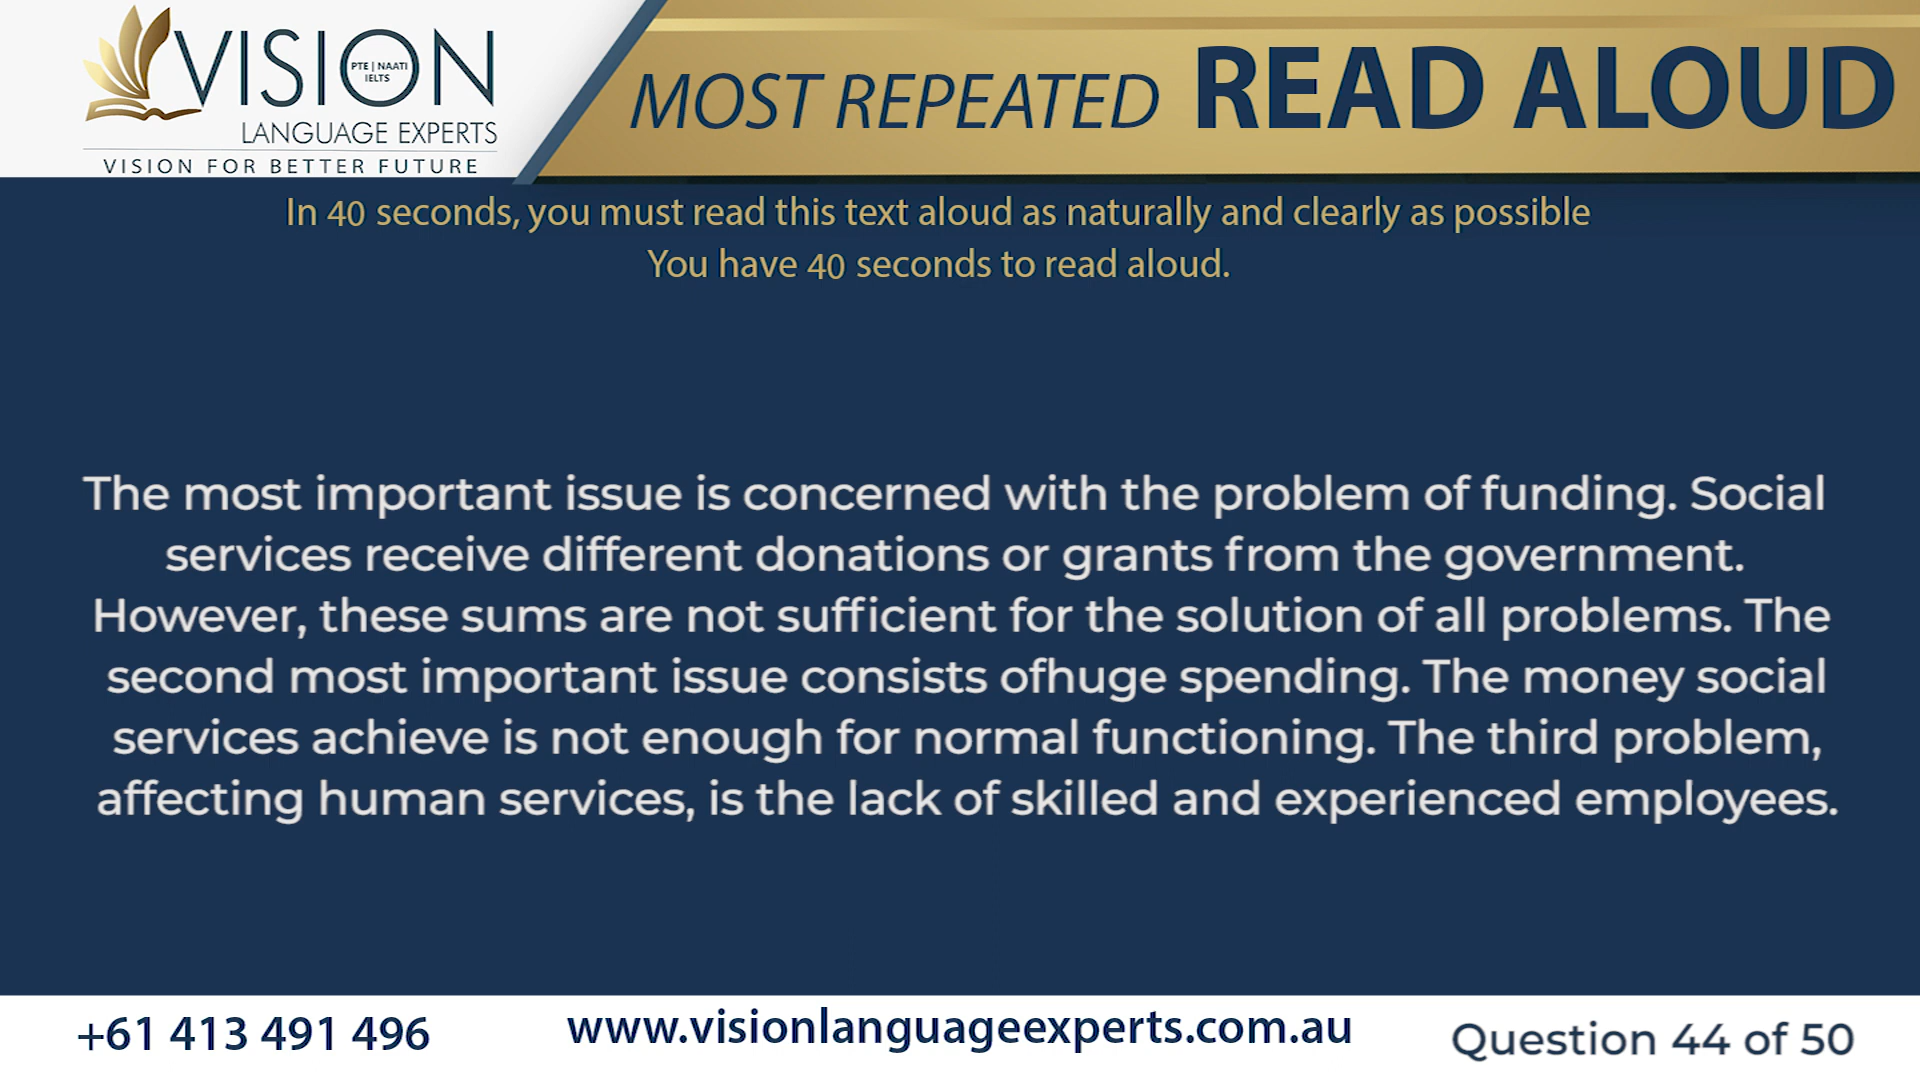 VISION
PTE | NAATI
IELTS
LANGUAGE EXPERTS
VISION FOR BETTER FUTURE
MOST REPEATED READ ALOUD
In 40 seconds, you must read this text aloud as naturally and clearly as possible
You have 40 seconds to read aloud.
The most important issue is concerned with the problem of funding. Social
services receive different donations or grants from the government.
However, these sums are not sufficient for the solution of all problems. The
second most important issue consists ofhuge spending. The money social
services achieve is not enough for normal functioning. The third problem,
affecting human services, is the lack of skilled and experienced employees.
+61 413 491 496
www.visionlanguageexperts.com.au
Question 44 of 50